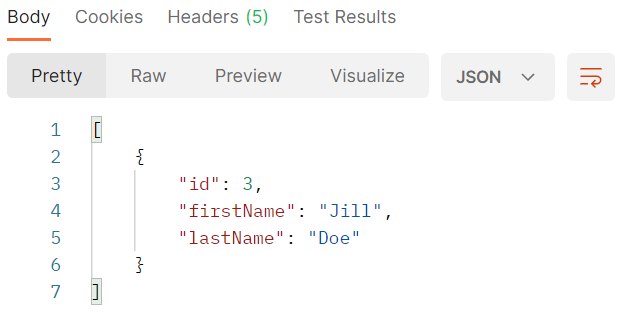 Body Cookies Headers (5) Test Results
Pretty Raw Preview Visualize JSON
1 [
2 {
3 "id": 3,
4 "firstName": "Jill",
5 "lastName": "Doe"
6 }
7 ]